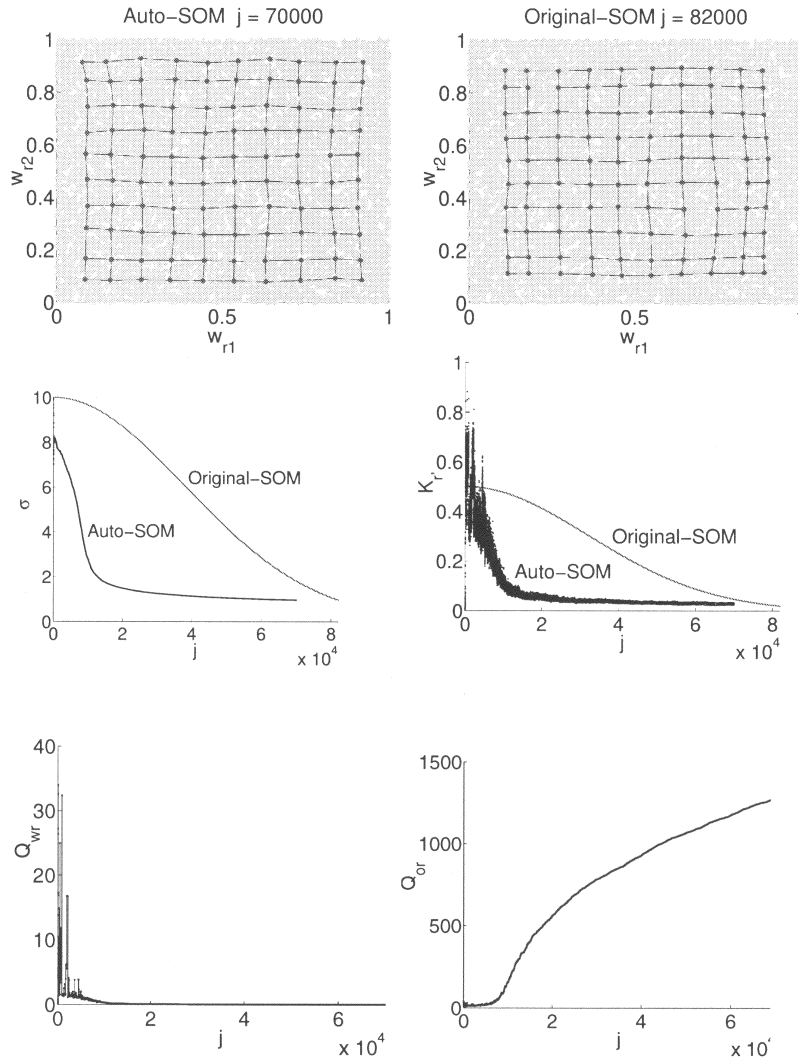 Auto-SOM j = 70000
Original-SOM j = 82000
1
0.8
0.6
0.4
0.2
0
w_r2
0
0.5
1
w_r1
1
0.8
0.6
0.4
0.2
0
w_r2
0
0.5
w_r1
10
8
6
4
2
0
σ
Original-SOM
Auto-SOM
0
2
4
6
8
j
x 10^4
1
0.8
0.6
0.4
0.2
0
K_r'
Original-SOM
Auto-SOM
0
2
4
6
8
j
x 10^4
40
30
20
10
0
Q_wr
0
2
4
6
j
x 10^4
1500
1000
500
0
Q_or
0
2
4
6
j
x 10^4